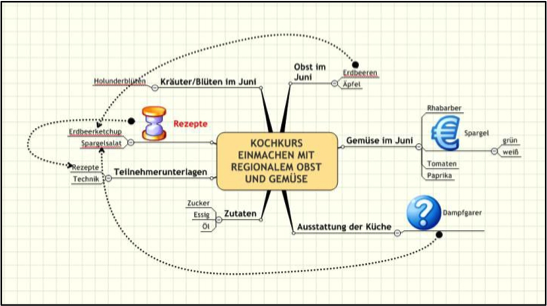 Obst im
Juni
Erdbeeren
Äpfel
Holunderblüten
Kräuter/Blüten im Juni
Rhabarber
Rezepte
Erdbeerketchup
Spargelsalat
KOCHKURS
EINMACHEN MIT
REGIONALEM OBST
UND GEMÜSE
Gemüse im Juni
Spargel
grün
weiß
Tomaten
Paprika
Rezepte
Technik
Teilnehmerunterlagen
Zucker
Essig
Öl
Zutaten
Ausstattung der Küche
Dampfgarer